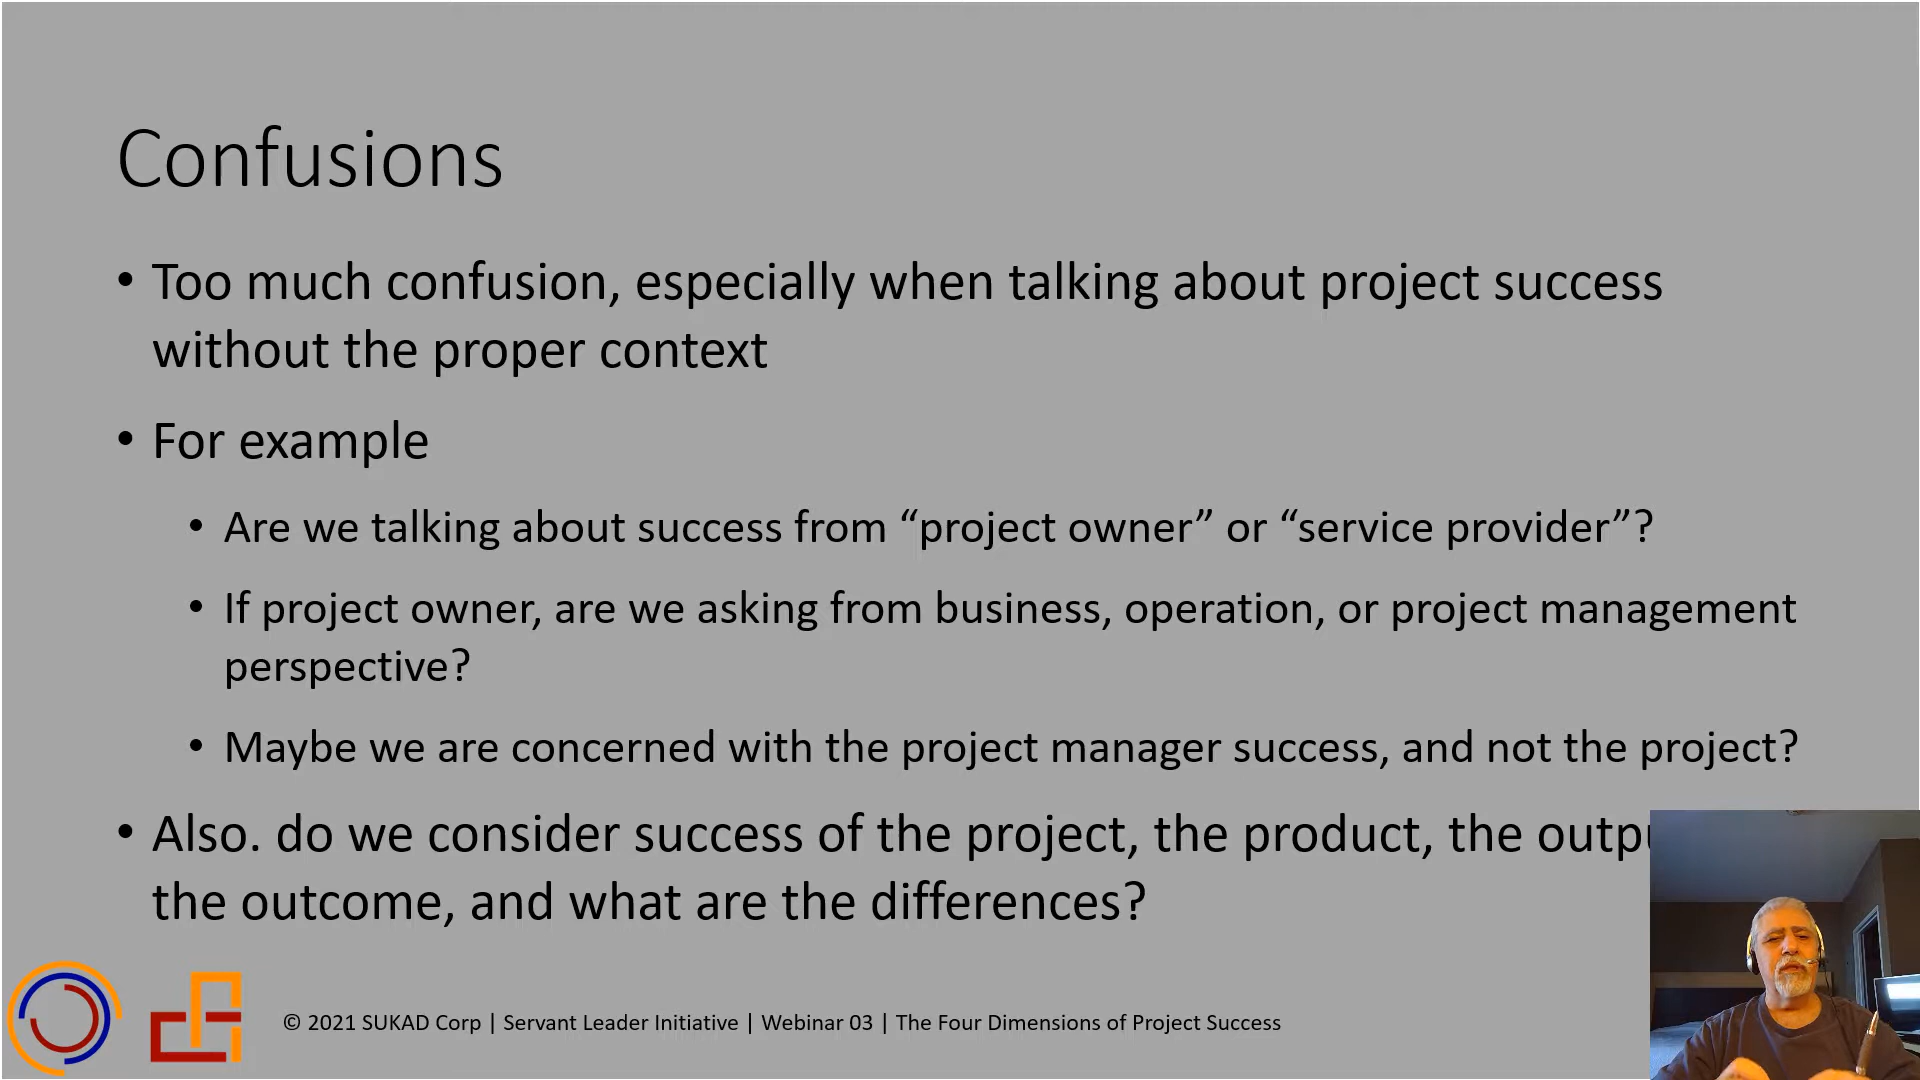 Confusions
• Too much confusion, especially when talking about project success
without the proper context
• For example
• Are we talking about success from “project owner” or “service provider”?
• If project owner, are we asking from business, operation, or project management
perspective?
• Maybe we are concerned with the project manager success, and not the project?
• Also. do we consider success of the project, the product, the
the outcome, and what are the differences?
© 2021 SUKAD Corp | Servant Leader Initiative | Webinar 03 | The Four Dimensions of Project Success